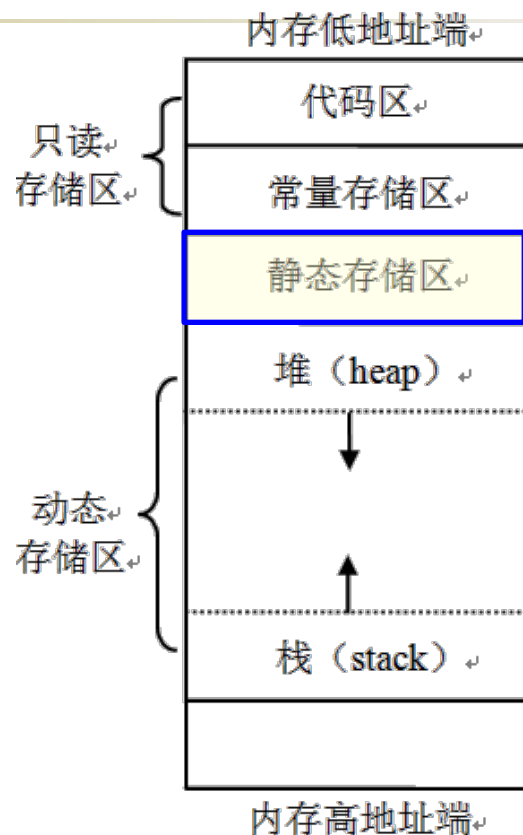 内存低地址端
代码区
只读
存储区
常量存储区
静态存储区
堆（heap）
动态
存储区
栈（stack）
内存高地址端